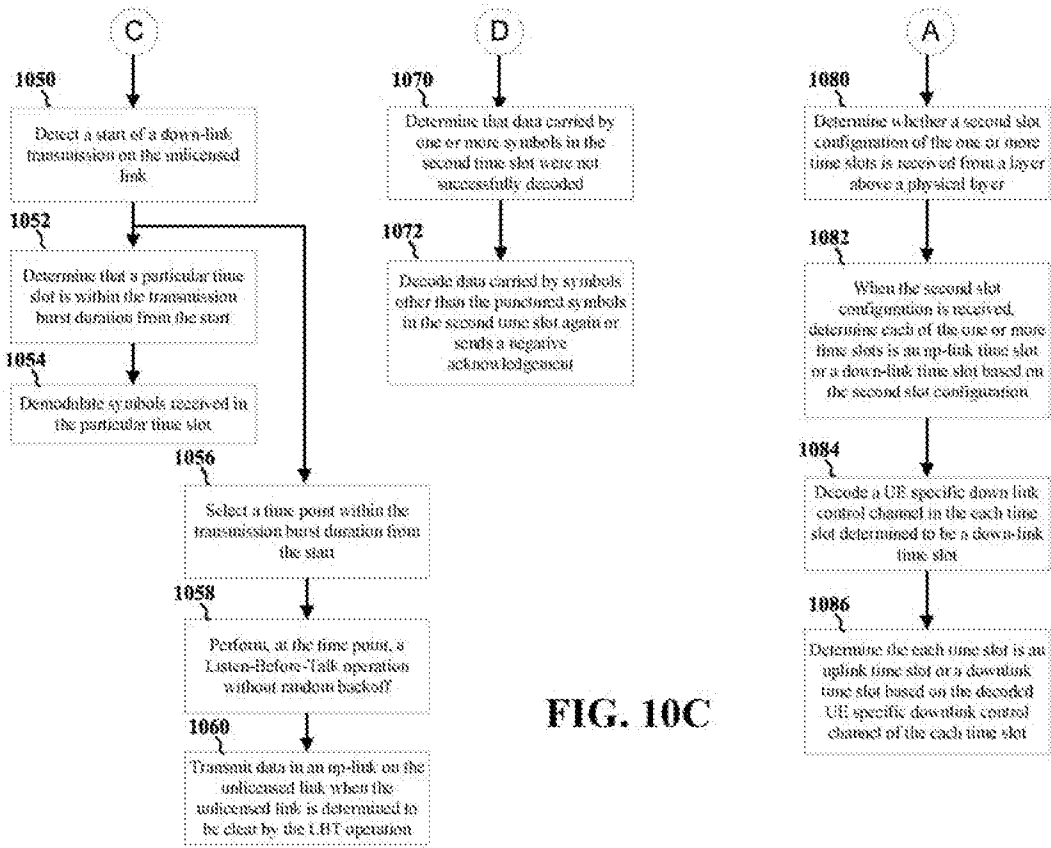 C
1050
Detect a start of a down-link
transmission on the unlicensed
link
1052
Determine that a particular time
slot is within the transmission
burst duration from the start
1054
Demodulate symbols received in
the particular time slot
1056
Select a time point within the
transmission burst duration from
the start
1058
Perform, at the time point, a
Listen-Before-Talk operation
without random backoff
1060
Transmit data in an up-link on the
unlicensed link when the
unlicensed link is determined to
be clear by the LBT operation
D
1070
Determine that data carried by
one or more symbols in the
second time slot were not
successfully decoded
1072
Decode data carried by symbols
other than the punctured symbols
in the second time slot again or
sends a negative
acknowledgement
A
1080
Determine whether a second slot
configuration of the one or more
time slots is received from a layer
above a physical layer
1082
When the second slot
configuration is received,
determine each of the one or more
time slots is an up-link time slot
or a down-link time slot based on
the second slot configuration
1084
Decode a UE specific down link
control channel in the each time
slot determined to be a down-link
time slot
1086
Determine the each time slot is an
uplink time slot or a downlink
time slot based on the decoded
UE specific downlink control
channel of the each time slot
FIG. 10C